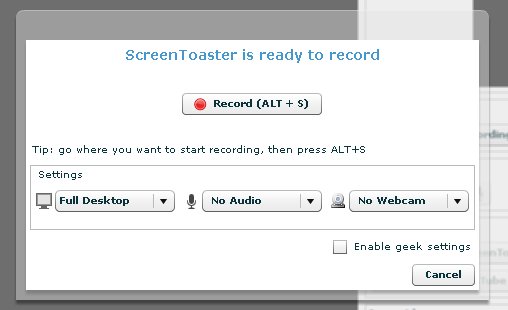 ScreenToaster is ready to record
Record (ALT + S)
Tip: go where you want to start recording, then press ALT+S
Settings
Full Desktop
No Audio
No Webcam
Enable geek settings
Cancel